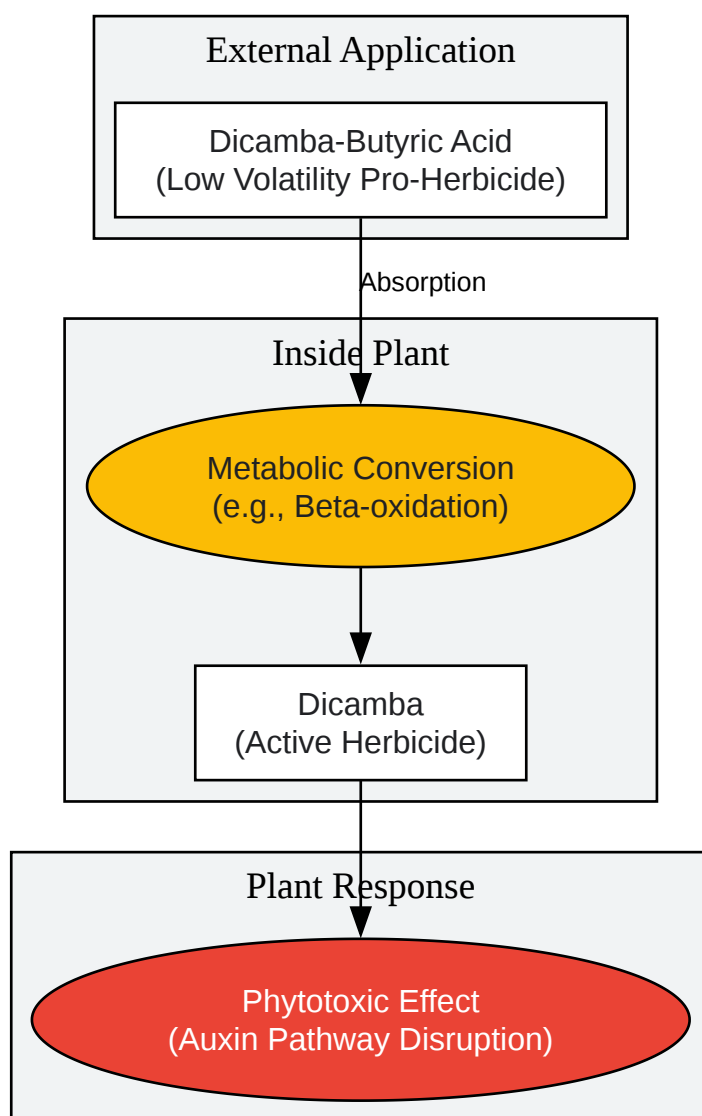 External Application
Dicamba-Butyric Acid
(Low Volatility Pro-Herbicide)
Absorption
Inside Plant
Metabolic Conversion
(e.g., Beta-oxidation)
Dicamba
(Active Herbicide)
Plant Response
Phytotoxic Effect
(Auxin Pathway Disruption)